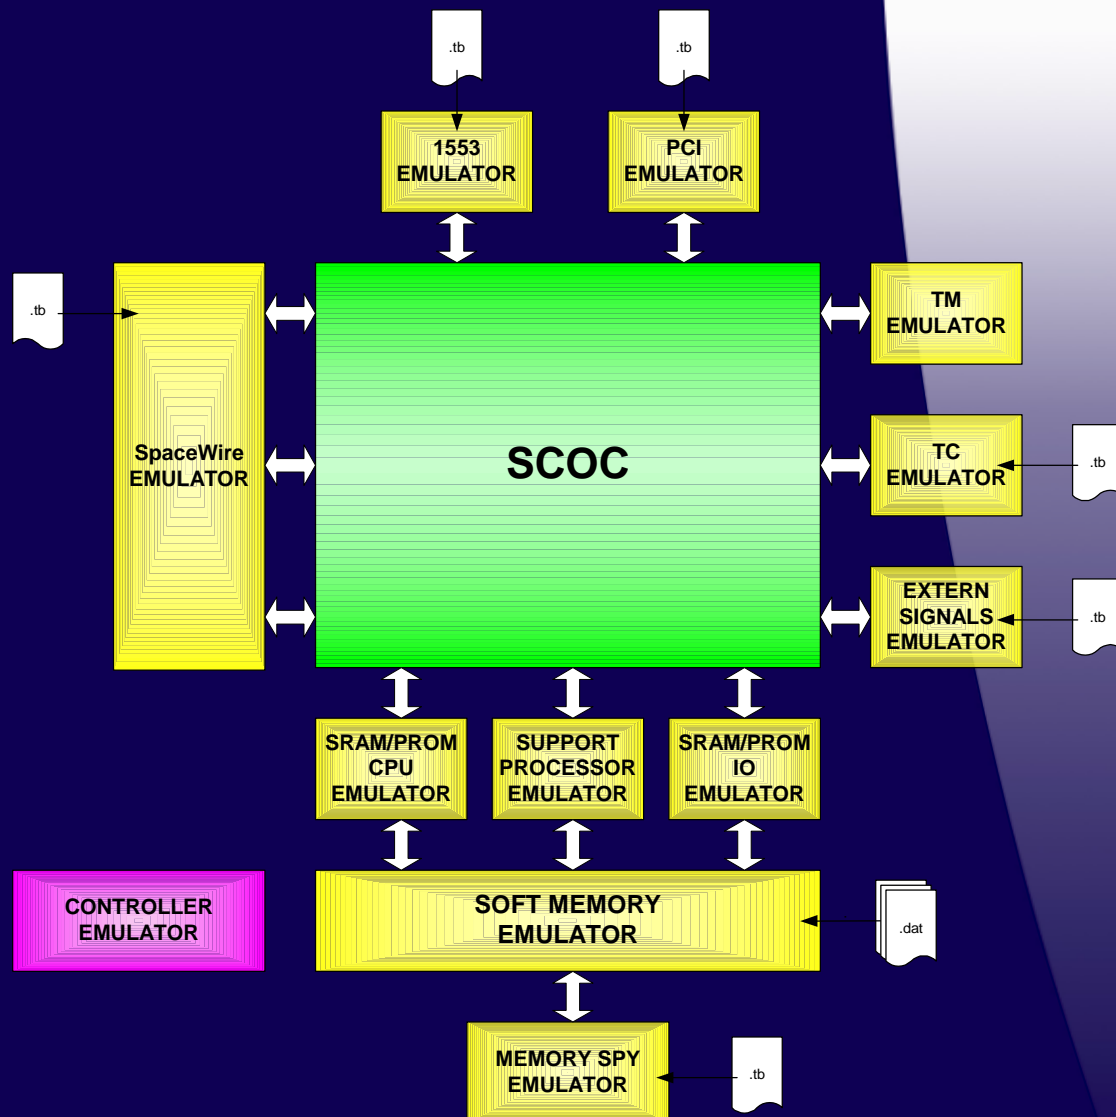 .tb
.tb
1553
EMULATOR
PCI
EMULATOR
.tb
TM
EMULATOR
SpaceWire
EMULATOR
SCOC
TC
EMULATOR
.tb
EXTERN
SIGNALS
EMULATOR
.tb
SRAM/PROM
CPU
EMULATOR
SUPPORT
PROCESSOR
EMULATOR
SRAM/PROM
IO
EMULATOR
CONTROLLER
EMULATOR
SOFT MEMORY
EMULATOR
.dat
MEMORY SPY
EMULATOR
.tb